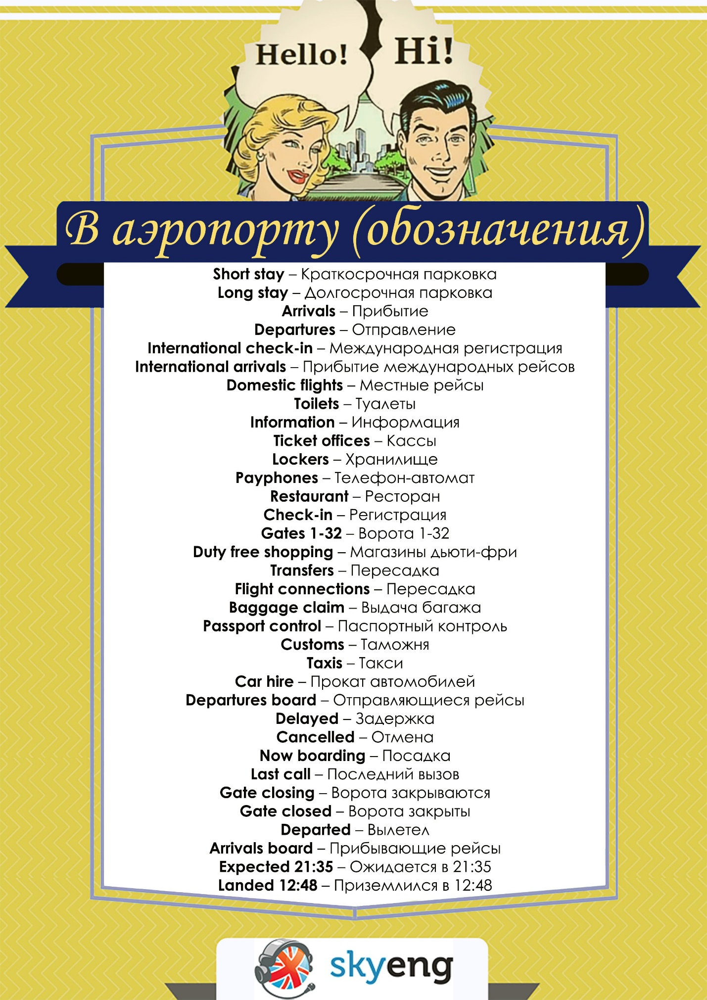 Hello! Hi!
В аэропорту (обозначения)
Short stay – Краткосрочная парковка
Long stay – Долгосрочная парковка
Arrivals – Прибытие
Departures – Отправление
International check-in – Международная регистрация
International arrivals – Прибытие международных рейсов
Domestic flights – Местные рейсы
Toilets – Туалеты
Information – Информация
Ticket offices – Кассы
Lockers – Хранилище
Payphones – Телефон-автомат
Restaurant – Ресторан
Check-in – Регистрация
Gates 1-32 – Ворота 1-32
Duty free shopping – Магазины дьюти-фри
Transfers – Пересадка
Flight connections – Пересадка
Baggage claim – Выдача багажа
Passport control – Паспортный контроль
Customs – Таможня
Taxis – Такси
Car hire – Прокат автомобилей
Departures board – Отправляющиеся рейсы
Delayed – Задержка
Cancelled – Отмена
Now boarding – Посадка
Last call – Последний вызов
Gate closing – Ворота закрываются
Gate closed – Ворота закрыты
Departed – Вылетел
Arrivals board – Прибывающие рейсы
Expected 21:35 – Ожидается в 21:35
Landed 12:48 – Приземлился в 12:48
skyeng